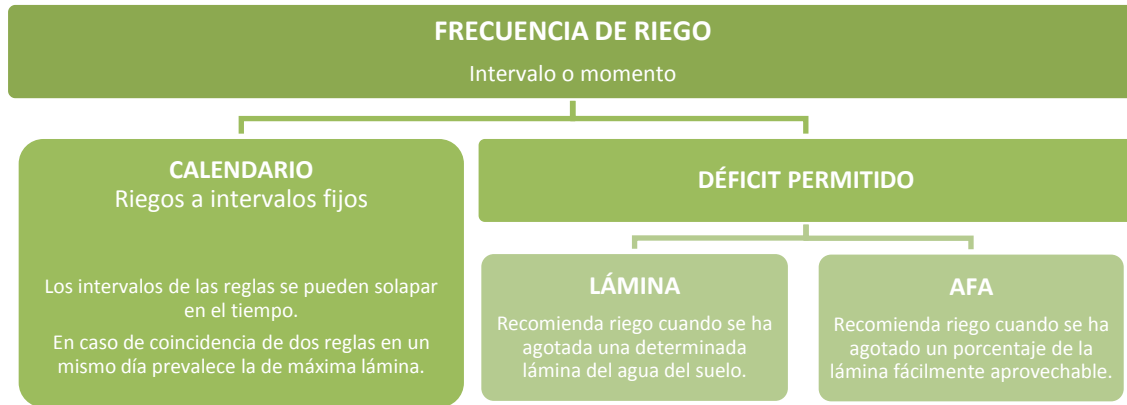 FRECUENCIA DE RIEGO
Intervalo o momento
CALENDARIO
Riegos a intervalos fijos
Los intervalos de las reglas se pueden solapar
en el tiempo.
En caso de coincidencia de dos reglas en un
mismo día prevalece la de máxima lámina.
DÉFICIT PERMITIDO
LÁMINA
Recomienda riego cuando se ha
agotada una determinada
lámina del agua del suelo.
AFA
Recomienda riego cuando se ha
agotado un porcentaje de la
lámina fácilmente aprovechable.